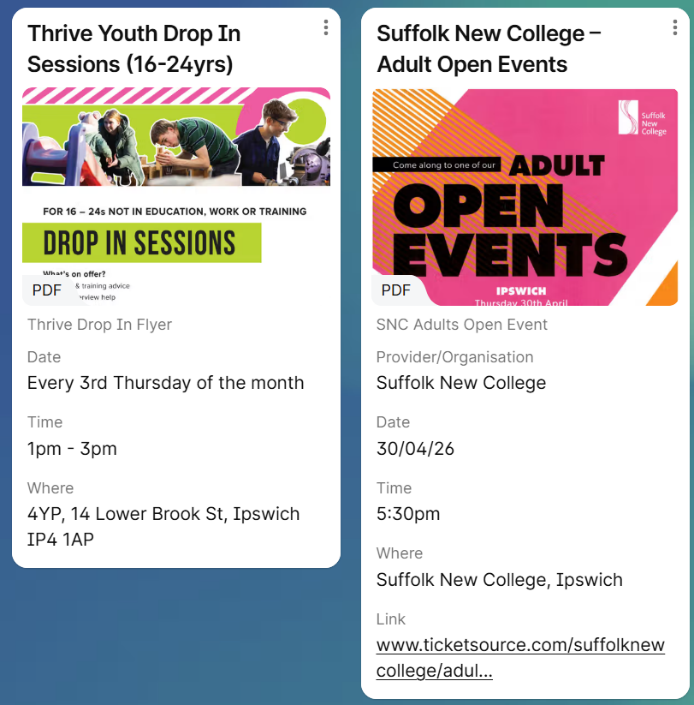 Thrive Youth Drop In
Sessions (16-24yrs)
FOR 16 – 24s NOT IN EDUCATION, WORK OR TRAINING
DROP IN SESSIONS
What's on offer?
& training advice
PDF
help
Thrive Drop In Flyer
Date
Every 3rd Thursday of the month
Time
1pm - 3pm
Where
4YP, 14 Lower Brook St, Ipswich
IP4 1AP
Suffolk New College –
Adult Open Events
Suffolk
New
College
Come along to one of our
ADULT
OPEN
EVENTS
IPSWICH
PDF
Thursday 30th April
SNC Adults Open Event
Provider/Organisation
Suffolk New College
Date
30/04/26
Time
5:30pm
Where
Suffolk New College, Ipswich
Link
www.ticketsource.com/suffolknew
college/adul...